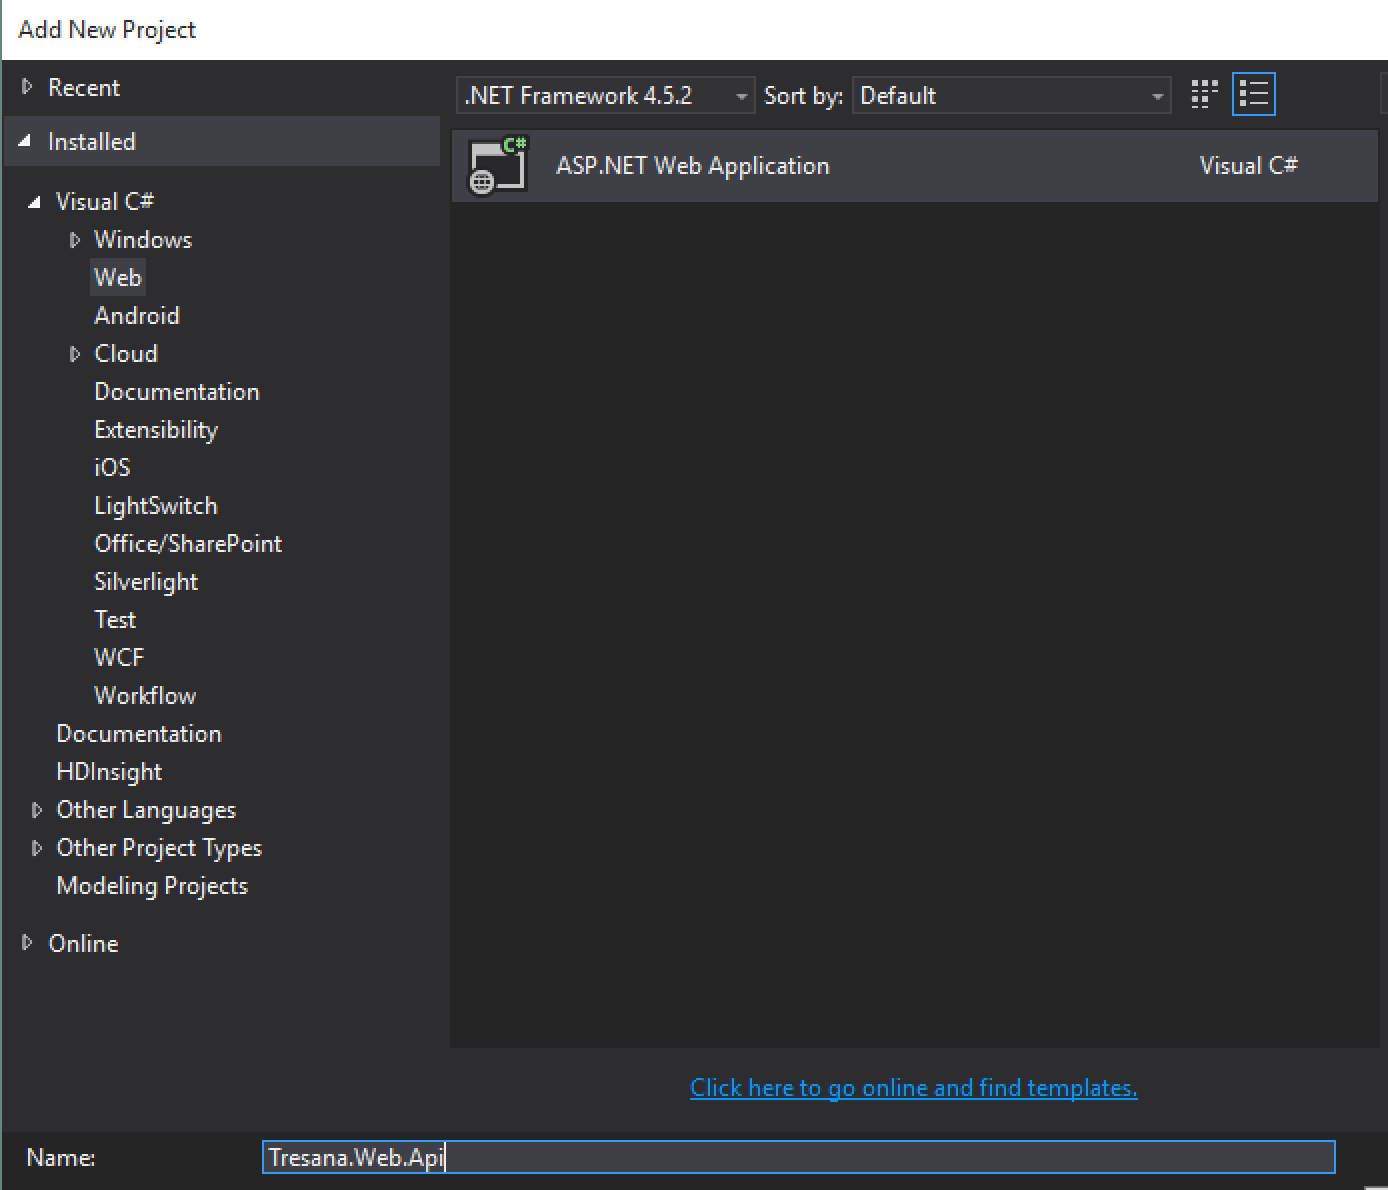 Add New Project
Recent
.NET Framework 4.5.2 Sort by: Default
Installed
C#
ASP.NET Web Application Visual C#
Visual C#
Windows
Web
Android
Cloud
Documentation
Extensibility
iOS
LightSwitch
Office/SharePoint
Silverlight
Test
WCF
Workflow
Documentation
HDInsight
Other Languages
Other Project Types
Modeling Projects
Online
Click here to go online and find templates.
Name: Tresana.Web.Api